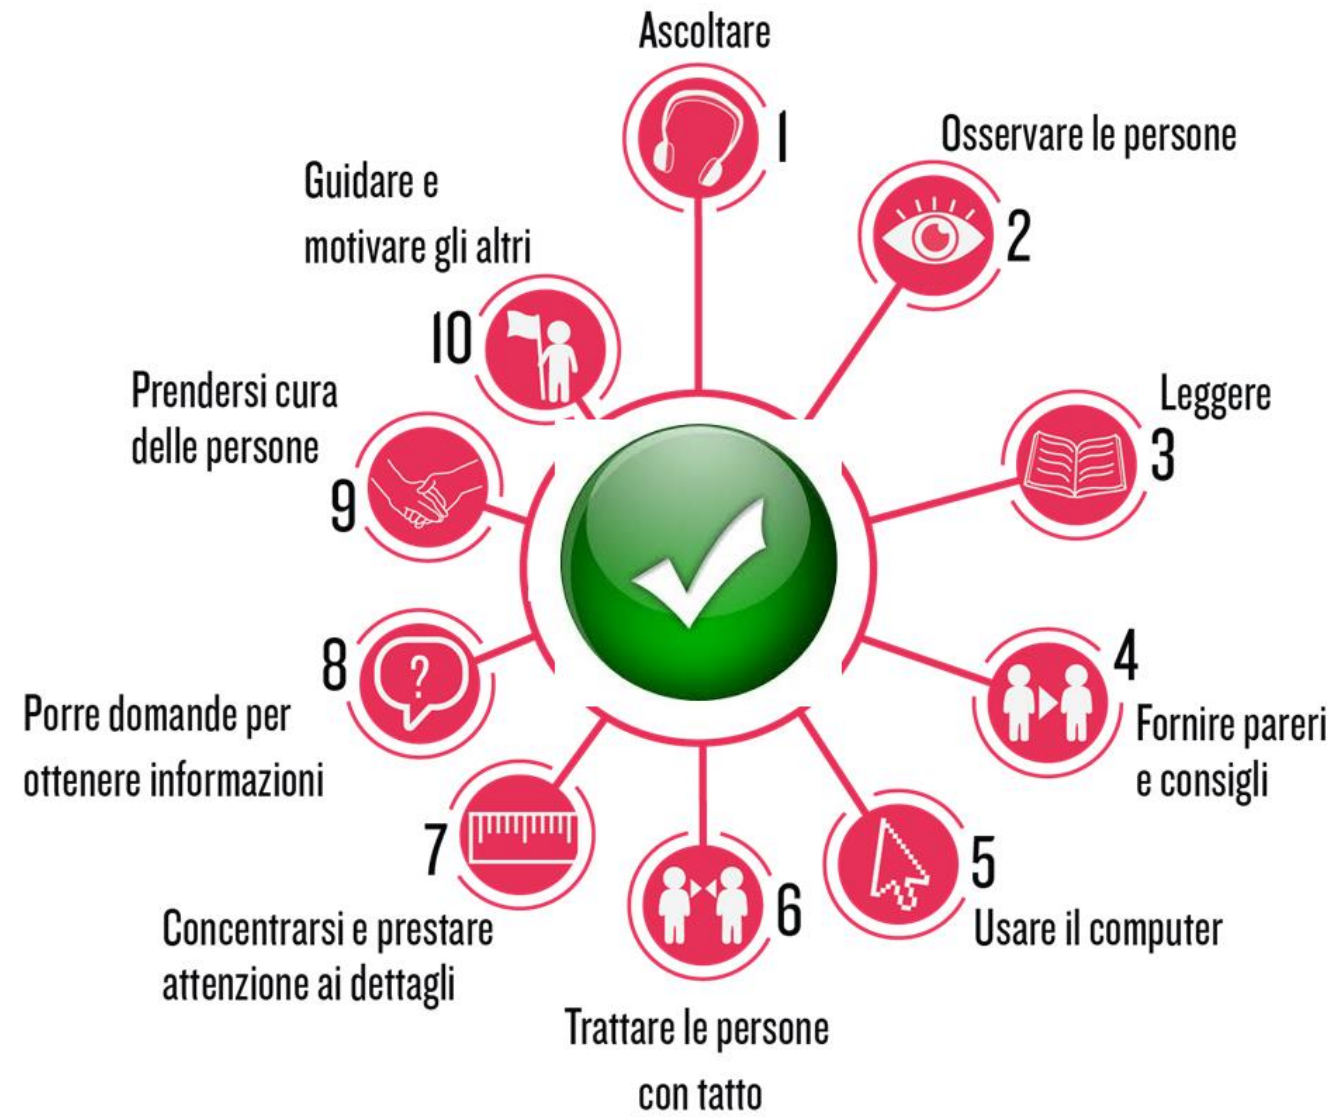 Ascoltare
1
Osservare le persone
2
Leggere
3
4
Fornire pareri
e consigli
5
Usare il computer
6
Trattare le persone
con tatto
7
Concentrarsi e prestare
attenzione ai dettagli
8
?
Porre domande per
ottenere informazioni
Prendersi cura
delle persone
9
Guidare e
motivare gli altri
10